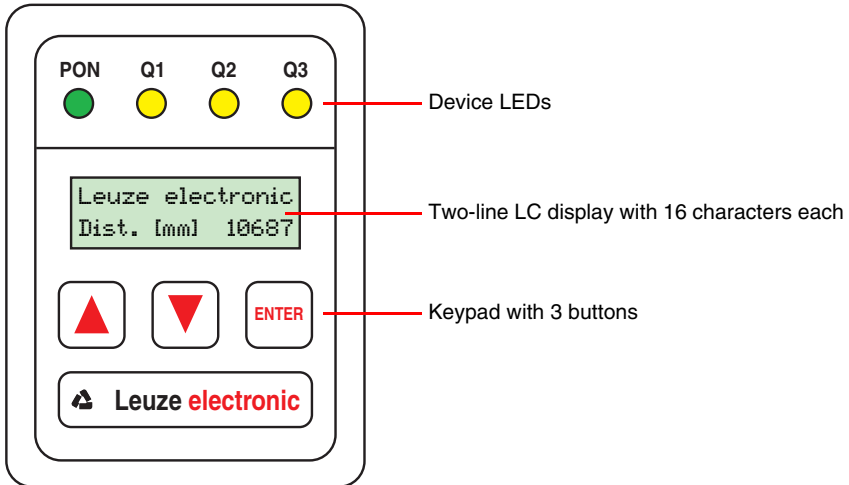 PON Q1 Q2 Q3
Device LEDs
Leuze electronic
Dist. [mm] 10687
Two-line LC display with 16 characters each
ENTER
Keypad with 3 buttons
Leuze electronic